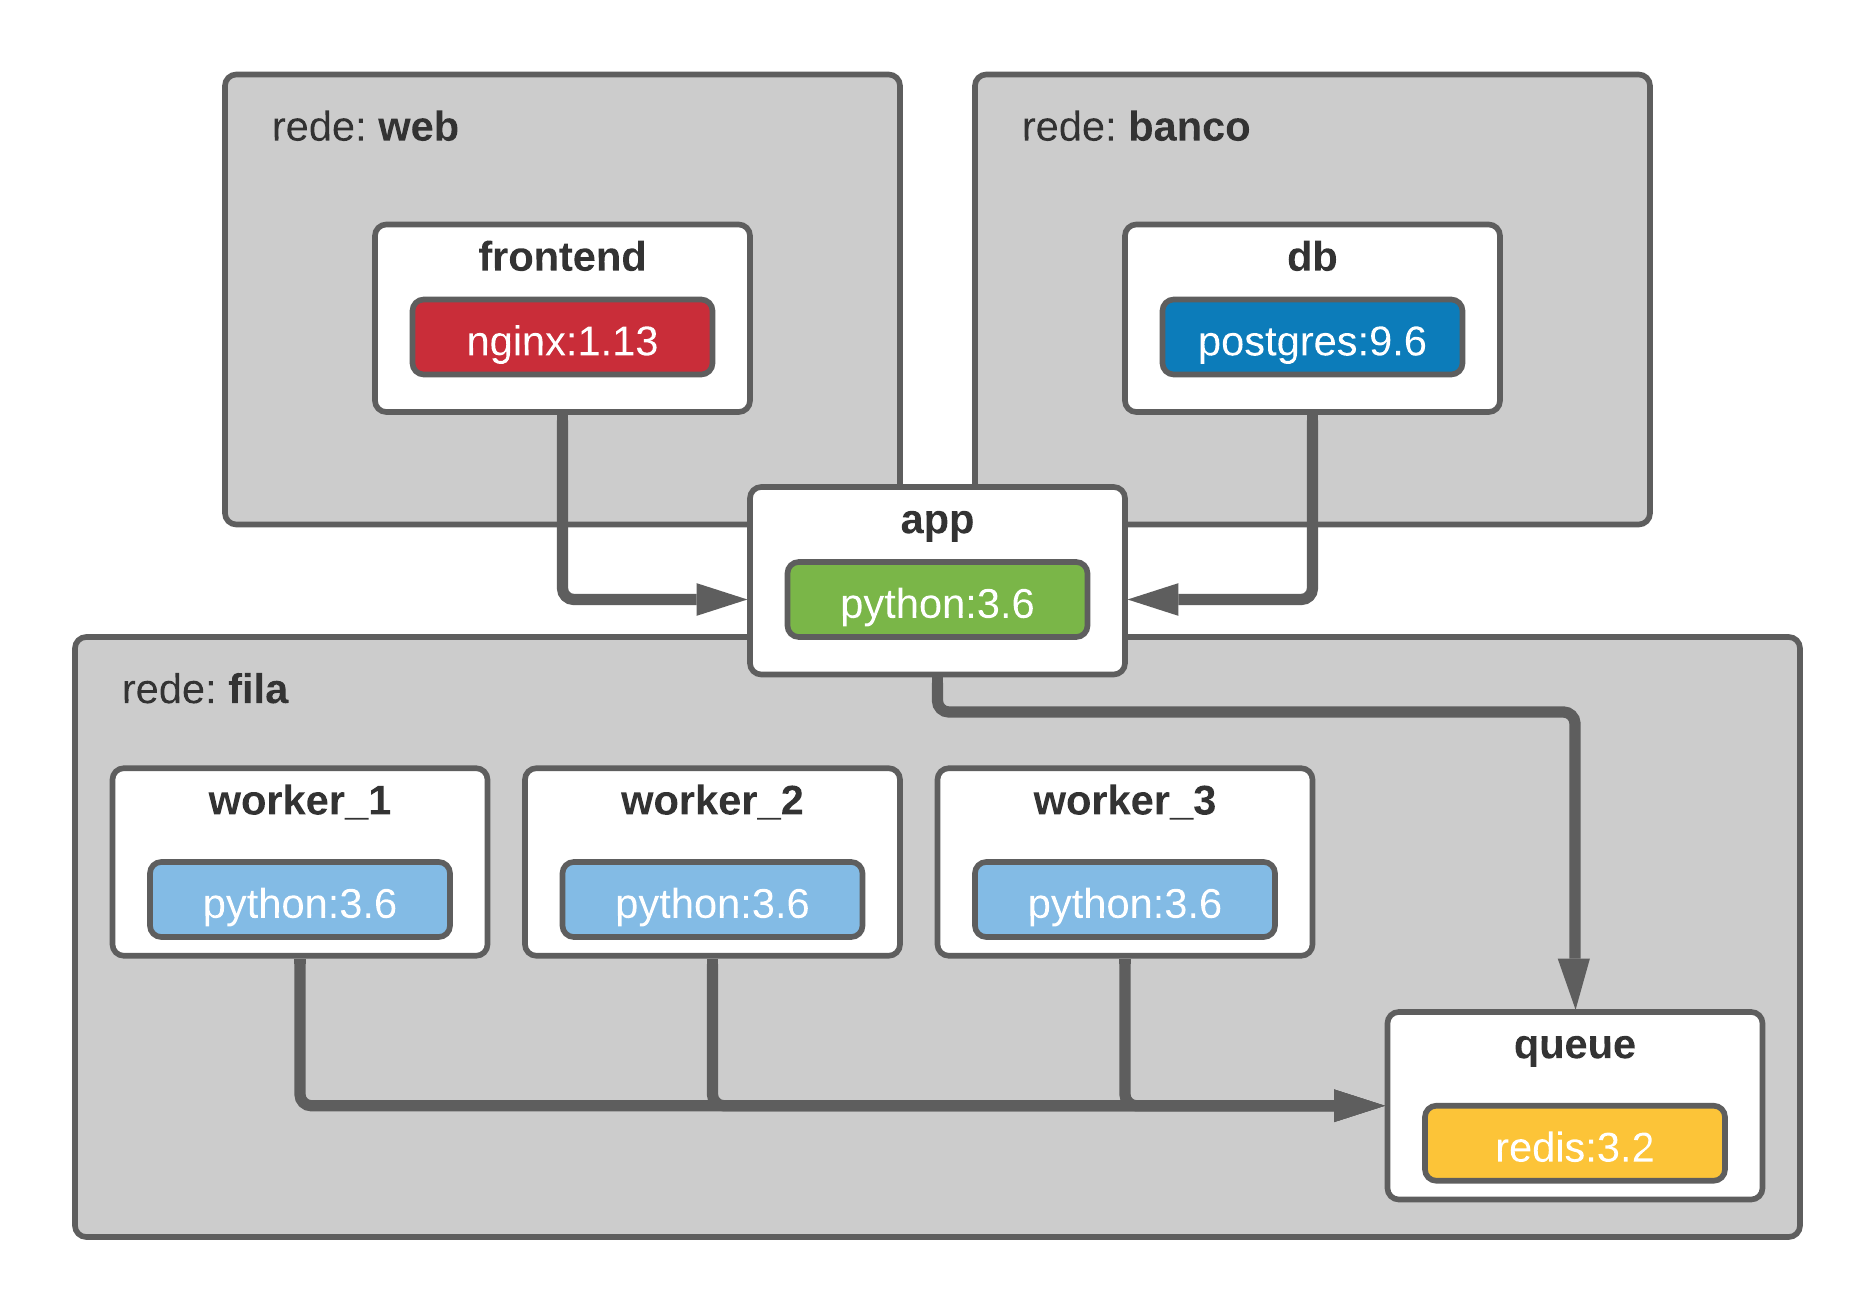 rede: web
frontend
nginx:1.13
rede: banco
db
postgres:9.6
app
python:3.6
rede: fila
worker_1
python:3.6
worker_2
python:3.6
worker_3
python:3.6
queue
redis:3.2